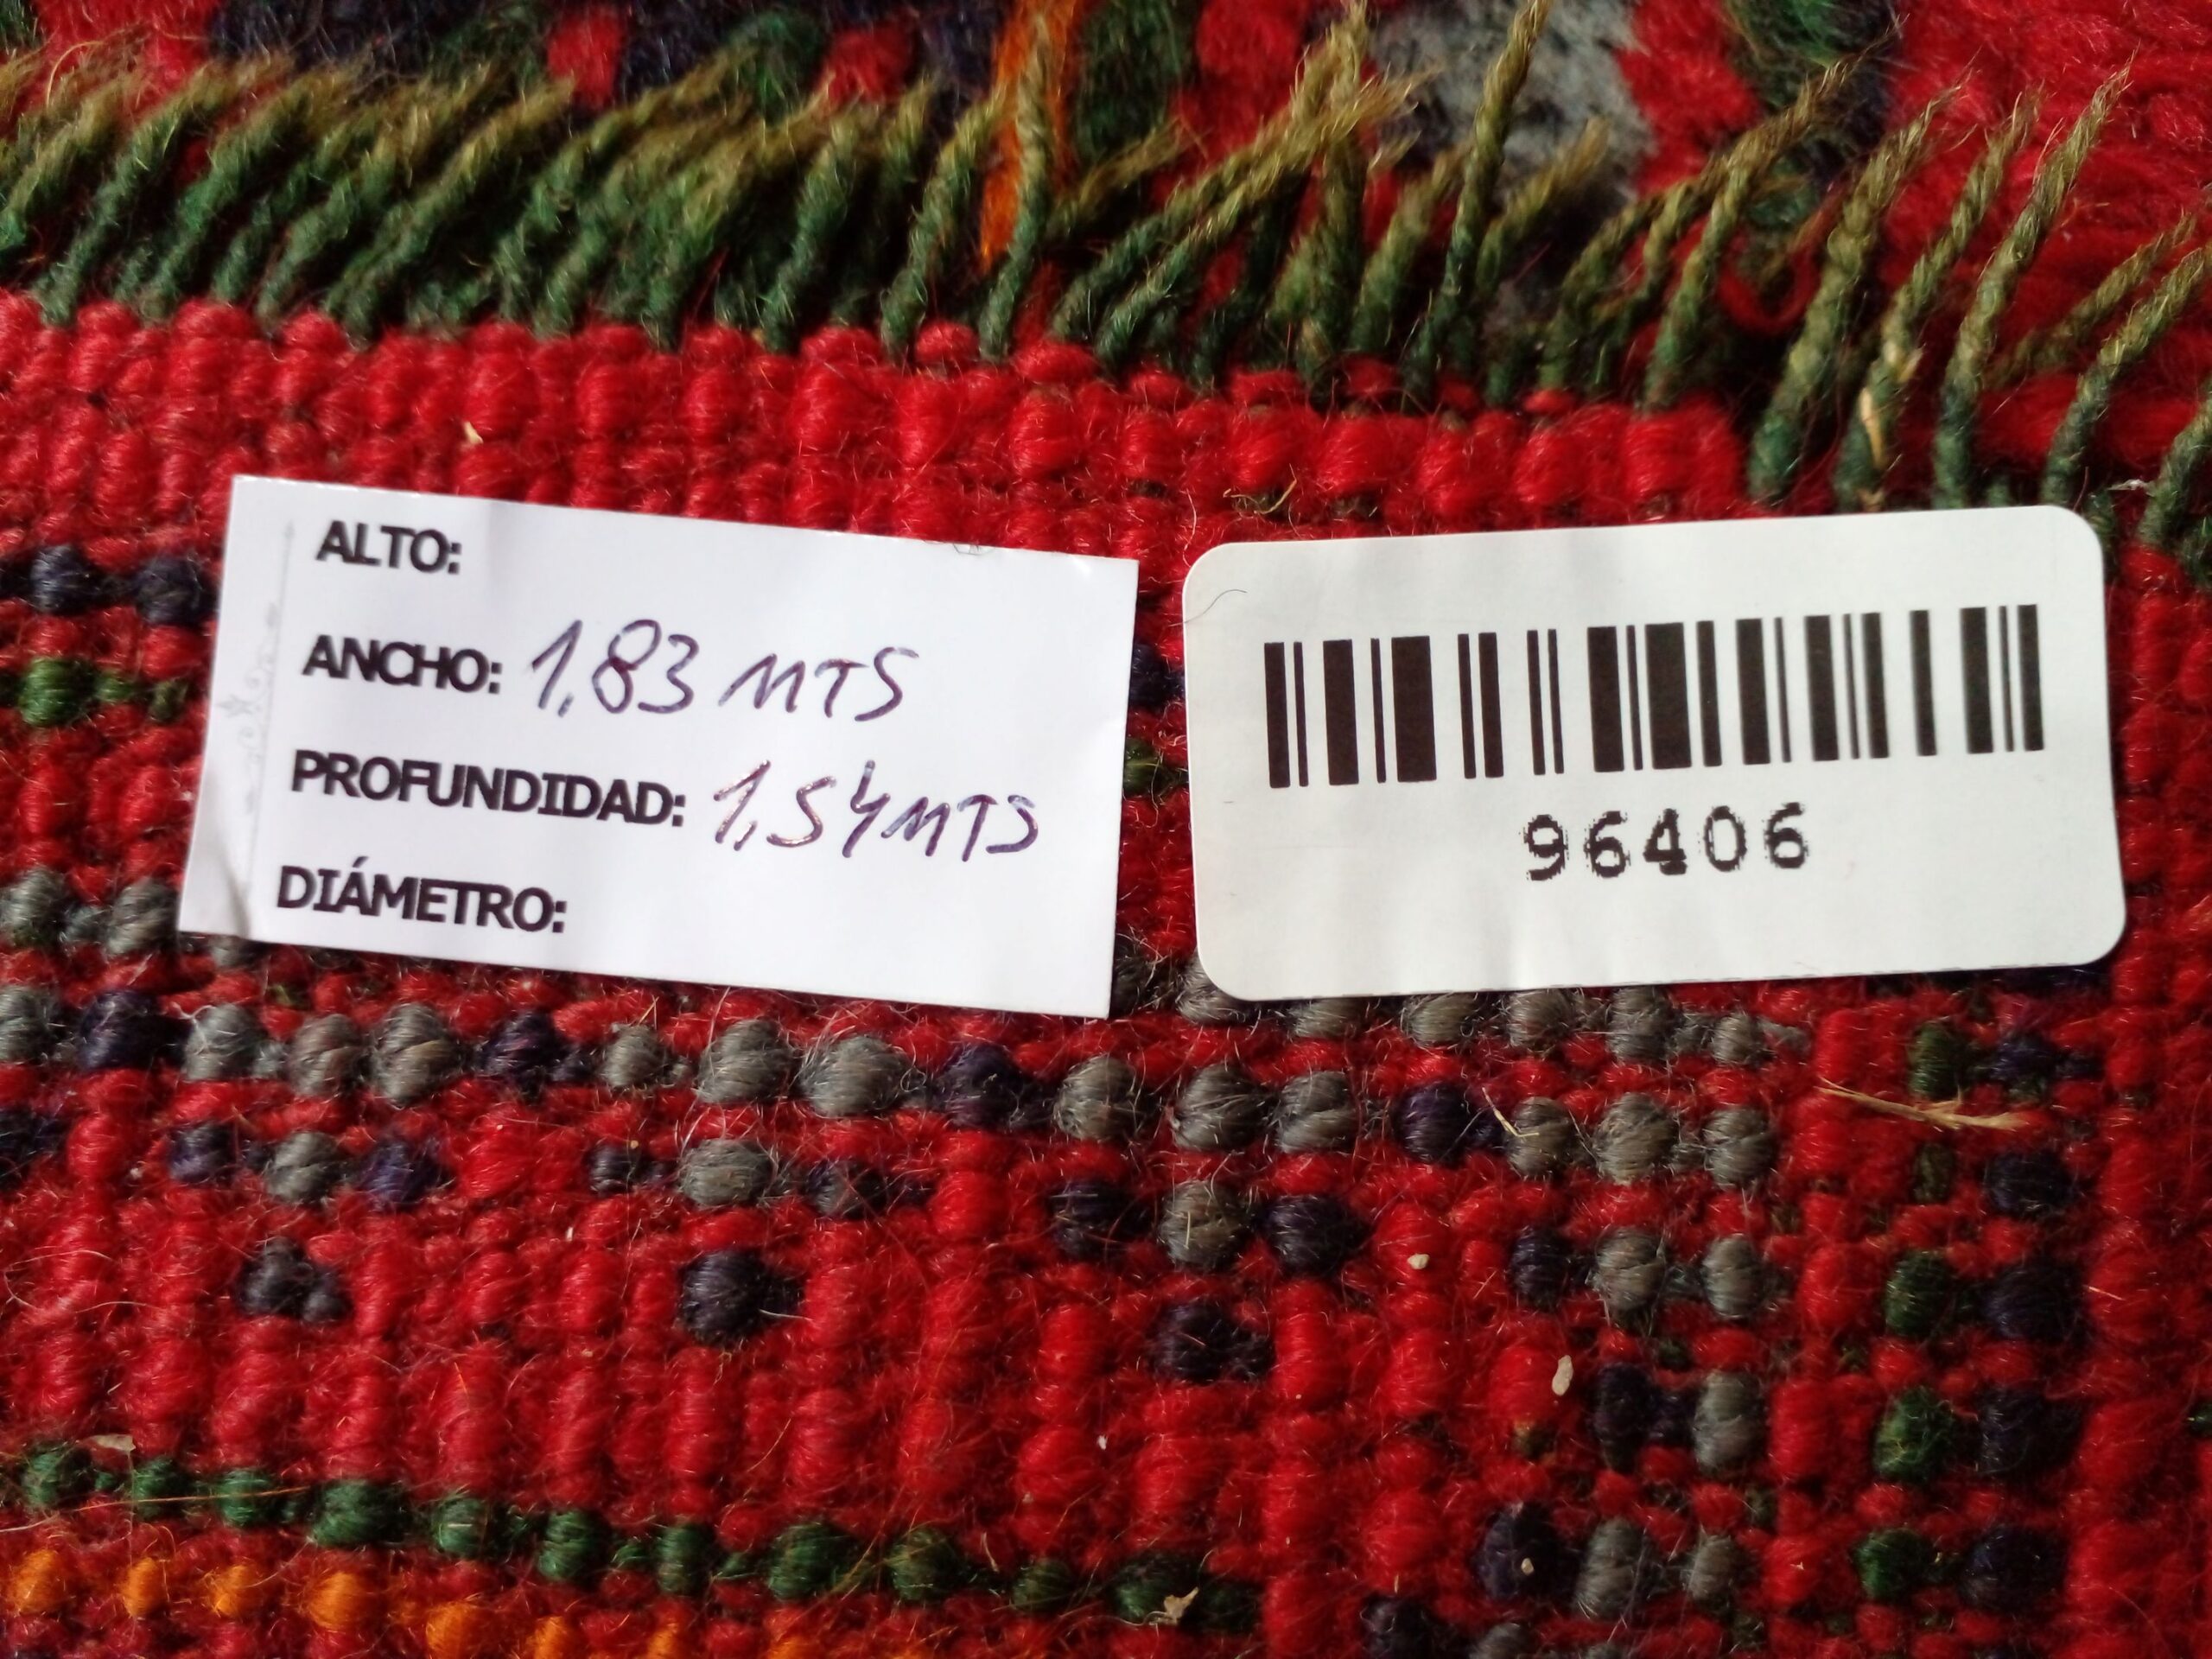 ALTO:
ANCHO: 1,83 MTS
PROFUNDIDAD: 1,54 MTS
DIÁMETRO:
96406